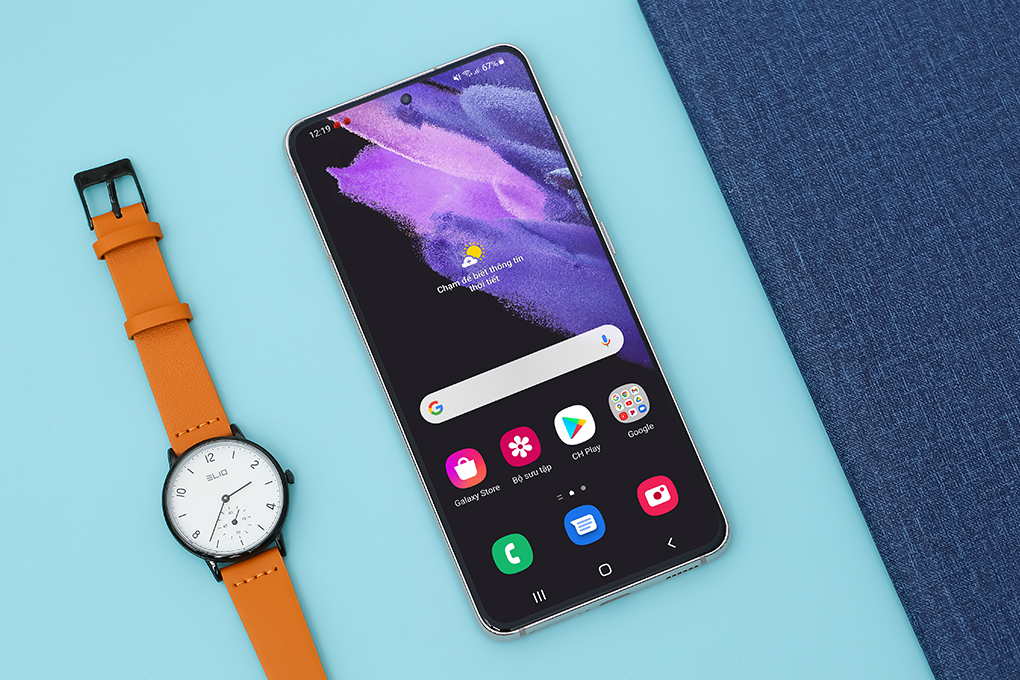 12:19
67%
Chạm để biết thông tin
thời tiết
Galaxy Store
Bộ sưu tập
CH Play
Google
ELIO
12
2
4
8
10